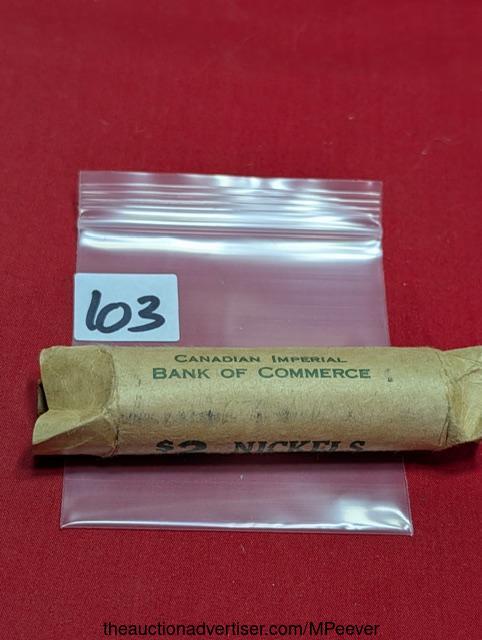 103
CANADIAN IMPERIAL
BANK OF COMMERCE
$2 NICKELS
theauctionadvertiser.com/MPeever